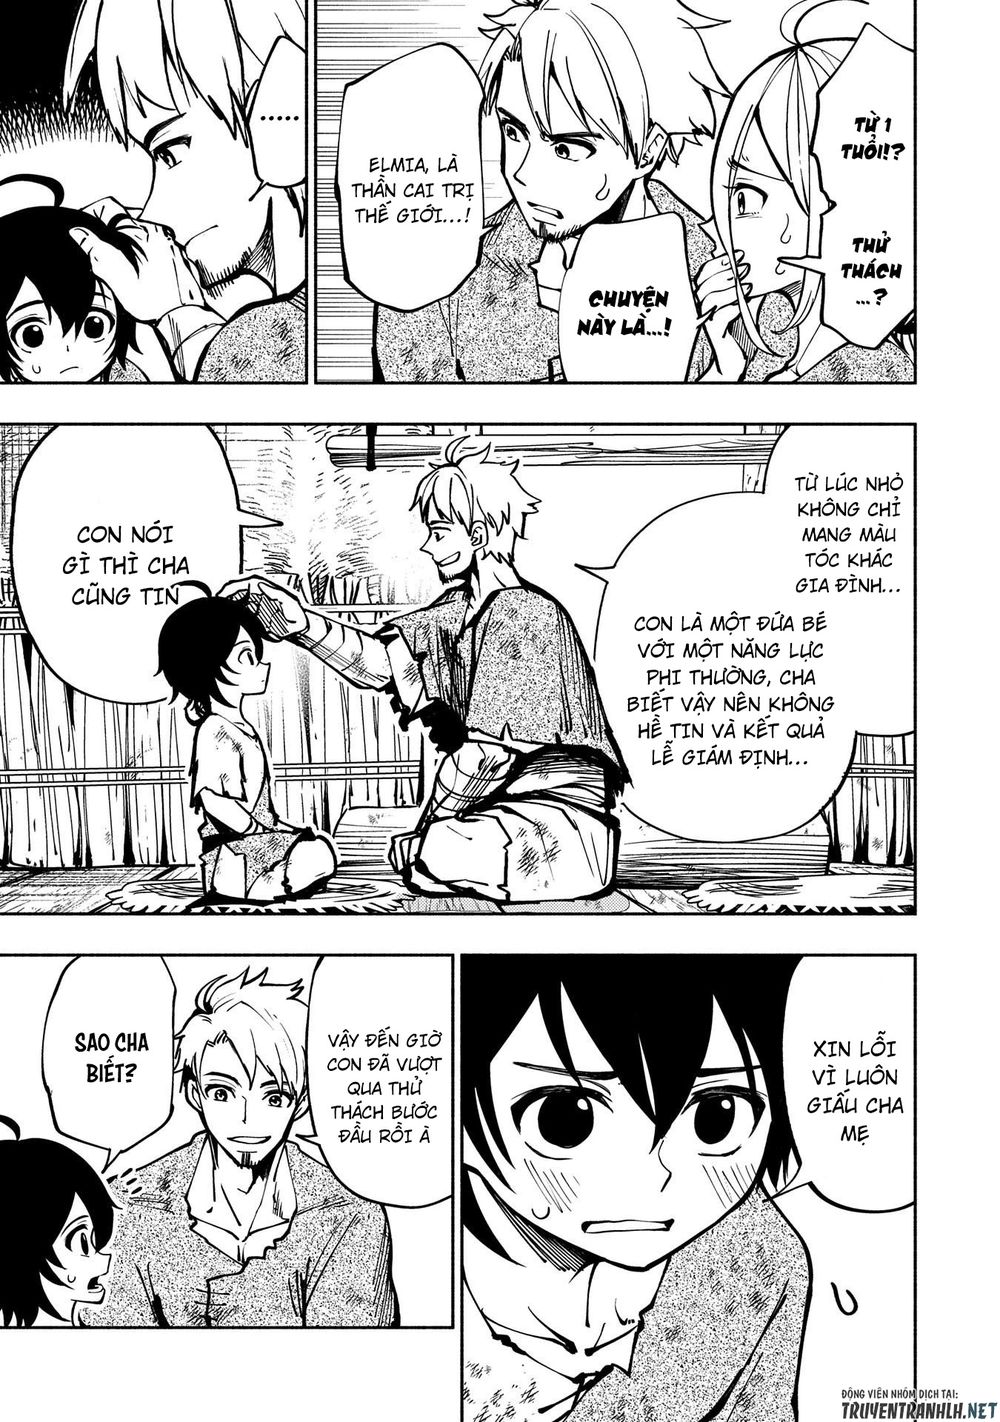 TỪ 1
TUỔI!?
THỬ
THÁCH
...?
CHUYỆN
NÀY LÀ...!
ELMIA, LÀ
THẦN CAI TRỊ
THẾ GIỚI...!
.....
TỪ LÚC NHỎ
KHÔNG CHỈ
MANG MÀU
TÓC KHÁC
GIA ĐÌNH...
CON LÀ MỘT ĐỨA BÉ
VỚI MỘT NĂNG LỰC
PHI THƯỜNG, CHA
BIẾT VẬY NÊN KHÔNG
HỀ TIN VÀ KẾT QUẢ
LỄ GIÁM ĐỊNH...
CON NÓI
GÌ THÌ CHA
CŨNG TIN
XIN LỖI
VÌ LUÔN
GIẤU CHA
MẸ
VẬY ĐẾN GIỜ
CON ĐÃ VƯỢT
QUA THỬ
THÁCH BƯỚC
ĐẦU RỒI À
SAO CHA
BIẾT?
ĐỘNG VIÊN NHÓM DỊCH TẠI:
TRUYENTRANHLH.NET